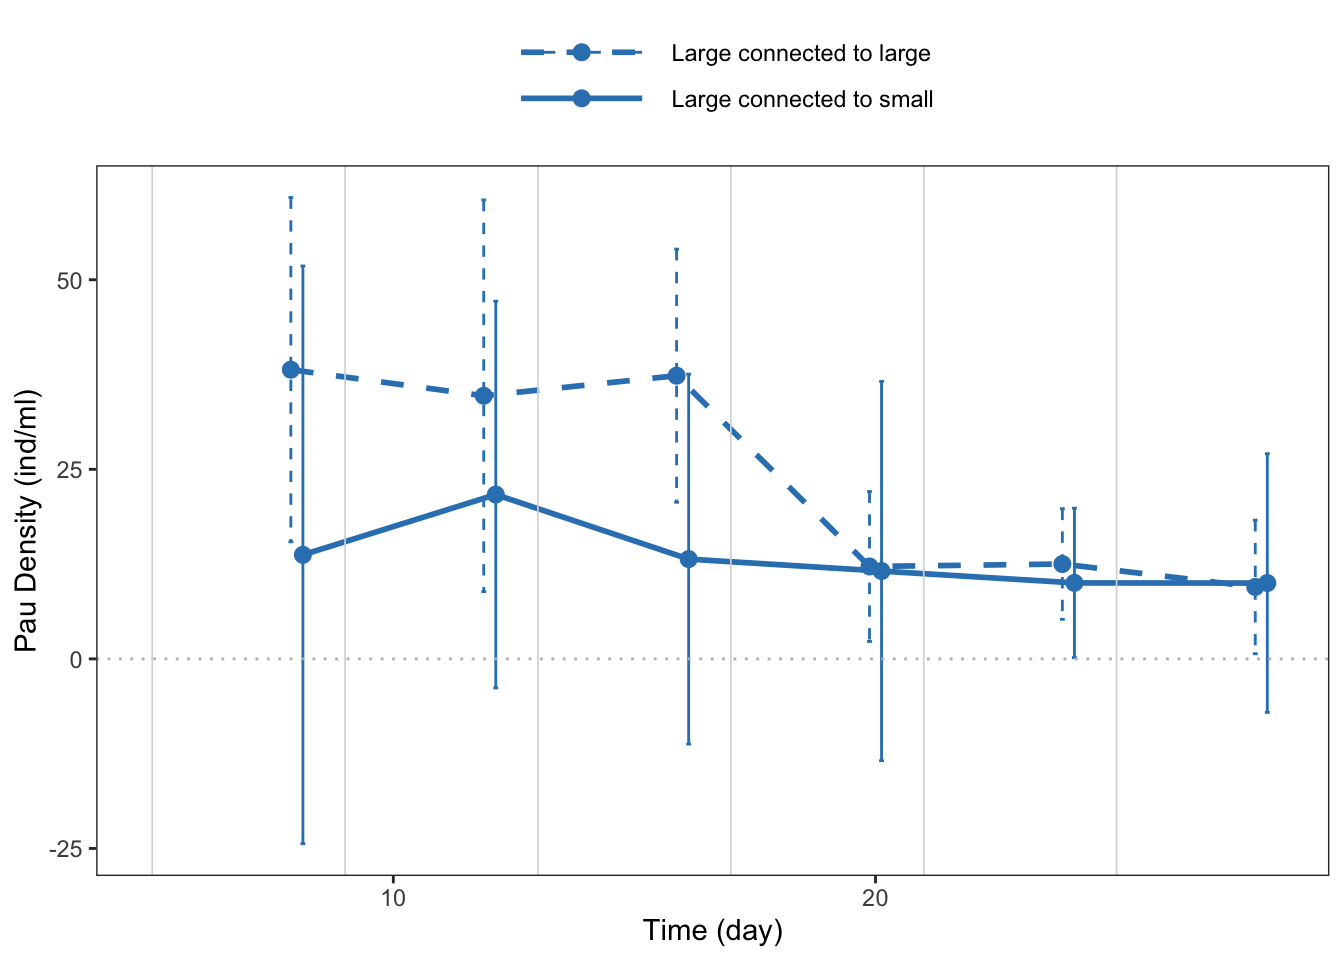 Large connected to large
Large connected to small
50
25
0
-25
Pau Density (ind/ml)
10
20
Time (day)